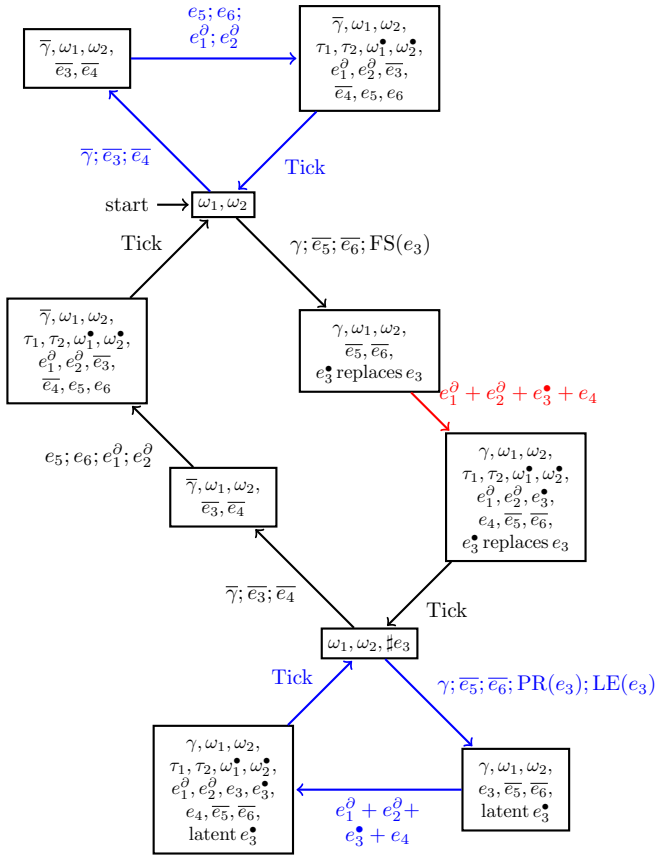 e₅; e₆;
e₁^∂; e₂^∂
γ̅, ω₁, ω₂,
e̅₃̅, e̅₄̅
γ̅, ω₁, ω₂,
τ₁, τ₂, ω₁^•, ω₂^•,
e₁^∂, e₂^∂, e̅₃̅,
e̅₄̅, e₅, e₆
γ̅; e̅₃̅; e̅₄̅
Tick
start
ω₁, ω₂
Tick
γ; e̅₅̅; e̅₆̅; FS(e₃)
γ̅, ω₁, ω₂,
τ₁, τ₂, ω₁^•, ω₂^•,
e₁^∂, e₂^∂, e̅₃̅,
e̅₄̅, e₅, e₆
γ, ω₁, ω₂,
e̅₅̅, e̅₆̅,
e₃^• replaces e₃
e₁^∂ + e₂^∂ + e₃^• + e₄
e₅; e₆; e₁^∂; e₂^∂
γ, ω₁, ω₂,
τ₁, τ₂, ω₁^•, ω₂^•,
e₁^∂, e₂^∂, e₃^•,
e₄, e̅₅̅, e̅₆̅,
e₃^• replaces e₃
γ̅, ω₁, ω₂,
e̅₃̅, e̅₄̅
γ̅; e̅₃̅; e̅₄̅
Tick
ω₁, ω₂, ♯e₃
Tick
γ; e̅₅̅; e̅₆̅; PR(e₃); LE(e₃)
γ, ω₁, ω₂,
τ₁, τ₂, ω₁^•, ω₂^•,
e₁^∂, e₂^∂, e₃, e₃^•,
e₄, e̅₅̅, e̅₆̅,
latent e₃^•
γ, ω₁, ω₂,
e₃, e̅₅̅, e̅₆̅,
latent e₃^•
e₁^∂ + e₂^∂+
e₃^• + e₄